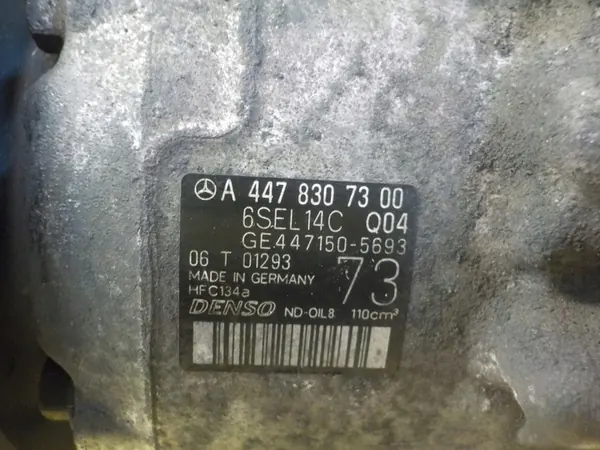 A 447 830 73 00
6SEL14C Q04
GE447150-5693
06 T 01293 73
MADE IN GERMANY
HFC134a
DENSO ND-OIL8 110cm³